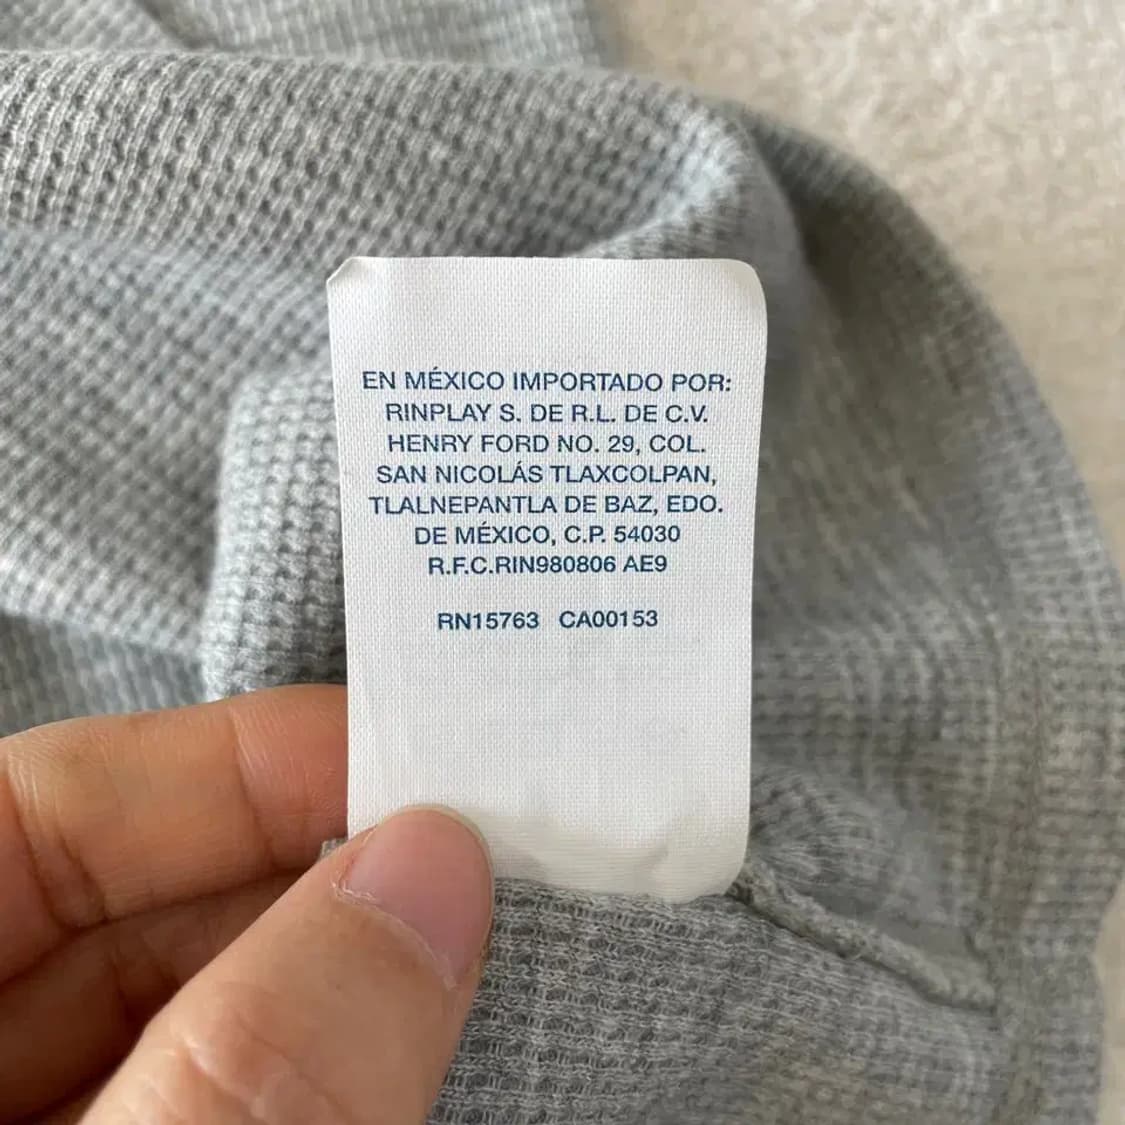 EN MÉXICO IMPORTADO POR:
RINPLAY S. DE R.L. DE C.V.
HENRY FORD NO. 29, COL.
SAN NICOLÁS TLAXCOLPAN,
TLALNEPANTLA DE BAZ, EDO.
DE MÉXICO, C.P. 54030
R.F.C.RIN980806 AE9
RN15763 CA00153